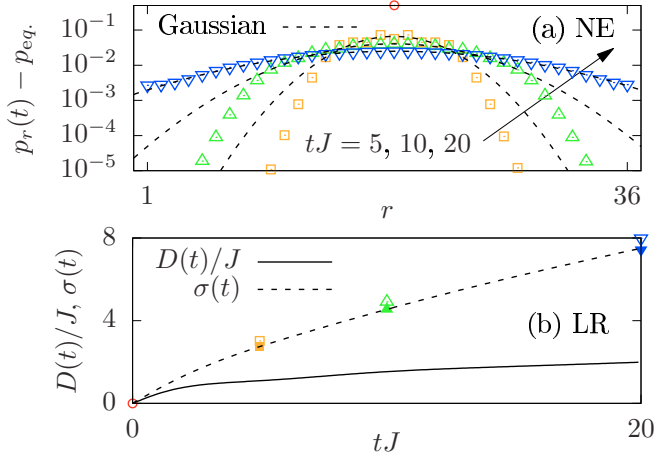 10⁻¹
10⁻²
10⁻³
10⁻⁴
10⁻⁵
p_r(t) − p_eq.
Gaussian
(a) NE
tJ = 5, 10, 20
1
36
r
8
4
0
D(t)/J, σ(t)
D(t)/J
σ(t)
(b) LR
0
20
tJ